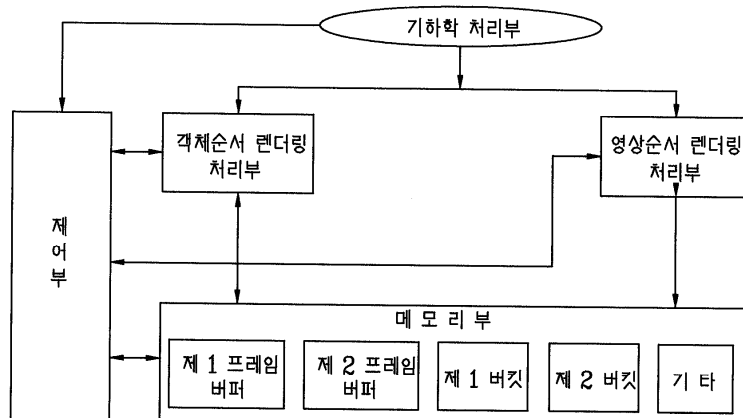 기하학 처리부
객체순서 렌더링
처리부
영상순서 렌더링
처리부
제
어
부
메 모 리 부
제 1 프레임
버퍼
제 2 프레임
버퍼
제 1 버킷
제 2 버킷
기 타